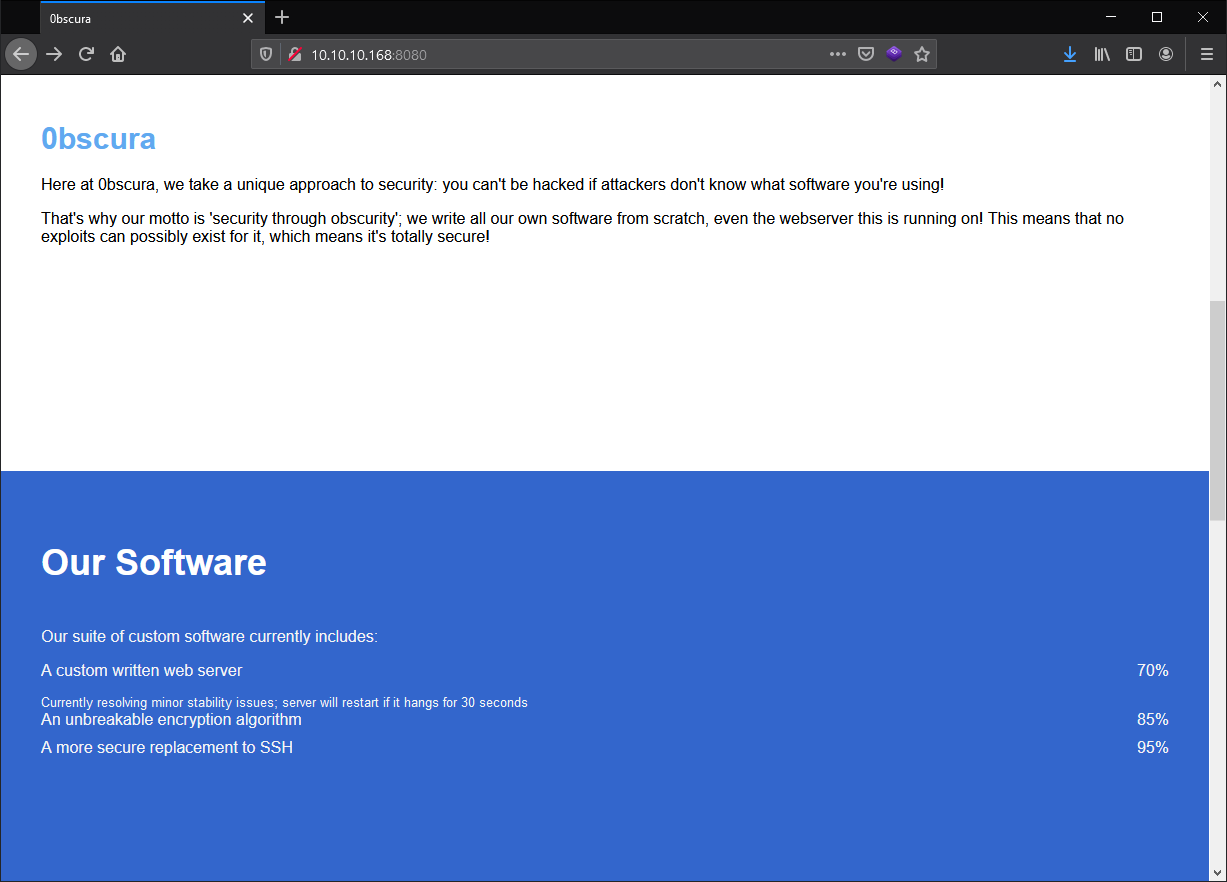 0bscura
10.10.10.168:8080
0bscura
Here at 0bscura, we take a unique approach to security: you can't be hacked if attackers don't know what software you're using!
That's why our motto is 'security through obscurity'; we write all our own software from scratch, even the webserver this is running on! This means that no
exploits can possibly exist for it, which means it's totally secure!
Our Software
Our suite of custom software currently includes:
A custom written web server 70%
Currently resolving minor stability issues; server will restart if it hangs for 30 seconds
An unbreakable encryption algorithm 85%
A more secure replacement to SSH 95%